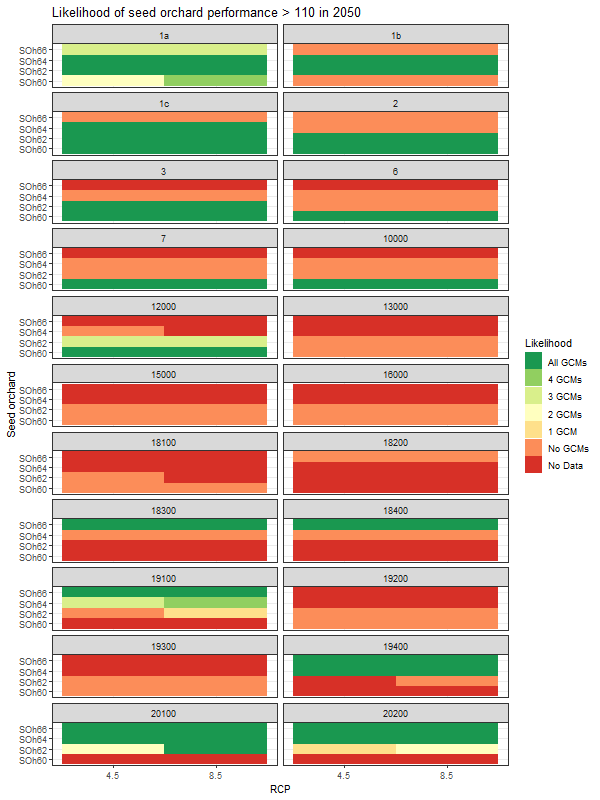 Likelihood of seed orchard performance > 110 in 2050
1a
1b
SOh66
SOh64
SOh62
SOh60
1c
2
SOh66
SOh64
SOh62
SOh60
3
6
SOh66
SOh64
SOh62
SOh60
7
10000
SOh66
SOh64
SOh62
SOh60
12000
13000
SOh66
SOh64
SOh62
SOh60
15000
16000
SOh66
SOh64
SOh62
SOh60
18100
18200
SOh66
SOh64
SOh62
SOh60
18300
18400
SOh66
SOh64
SOh62
SOh60
19100
19200
SOh66
SOh64
SOh62
SOh60
19300
19400
SOh66
SOh64
SOh62
SOh60
20100
20200
SOh66
SOh64
SOh62
SOh60
4.5
8.5
4.5
8.5
RCP
Seed orchard
Likelihood
All GCMs
4 GCMs
3 GCMs
2 GCMs
1 GCM
No GCMs
No Data